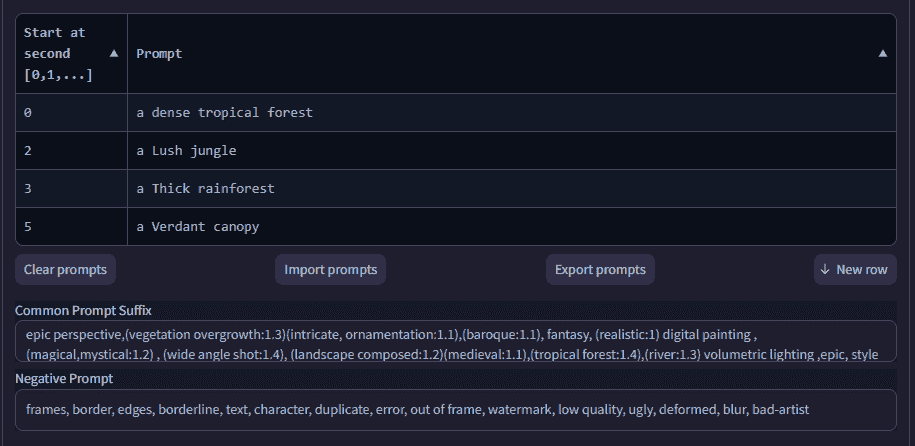 Start at
second
[0,1,...]
Prompt
0
a dense tropical forest
2
a Lush jungle
3
a Thick rainforest
5
a Verdant canopy
Clear prompts
Import prompts
Export prompts
↓ New row
Common Prompt Suffix
epic perspective,(vegetation overgrowth:1.3)(intricate, ornamentation:1.1),(baroque:1.1), fantasy, (realistic:1) digital painting ,
(magical,mystical:1.2) , (wide angle shot:1.4), (landscape composed:1.2)(medieval:1.1),(tropical forest:1.4),(river:1.3) volumetric lighting ,epic, style
Negative Prompt
frames, border, edges, borderline, text, character, duplicate, error, out of frame, watermark, low quality, ugly, deformed, blur, bad-artist